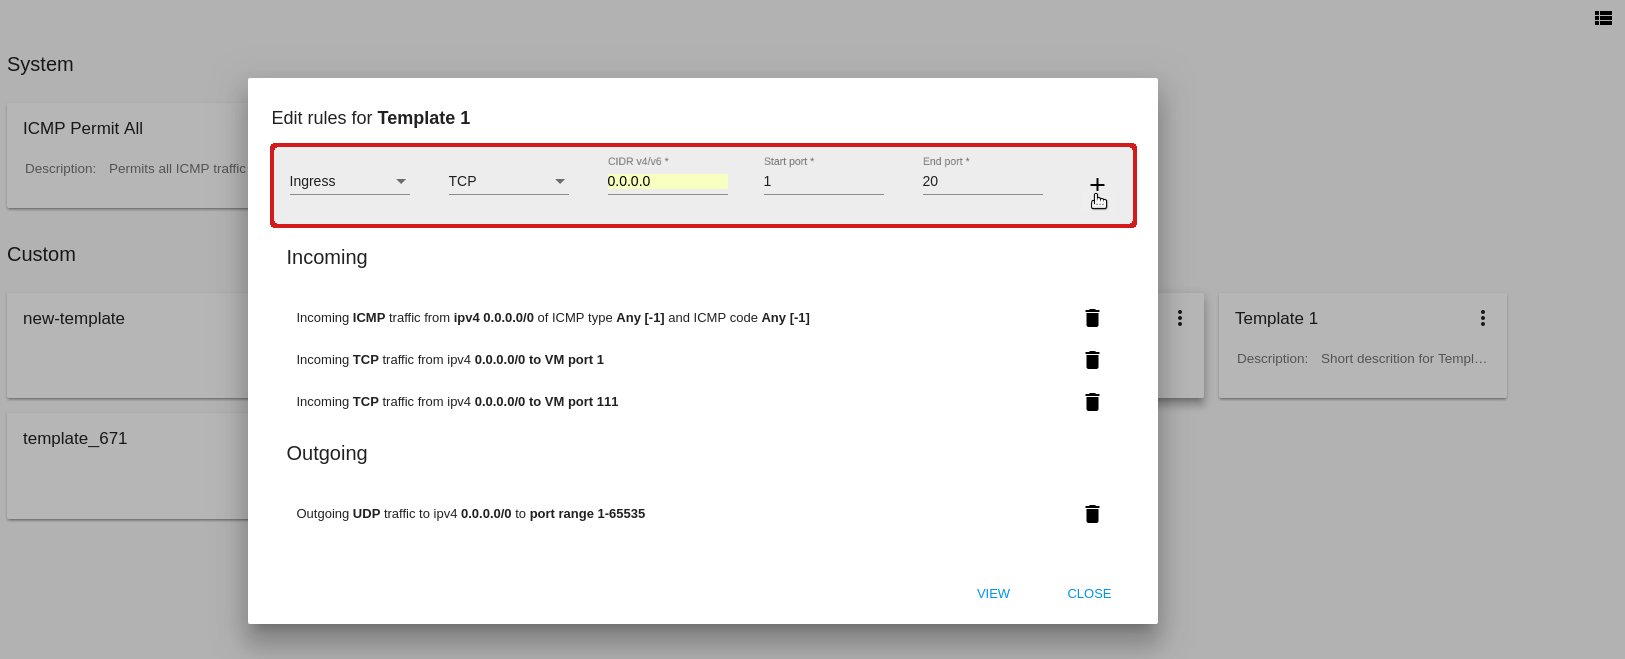 System
ICMP Permit All
Description: Permits all ICMP traffic
Custom
new-template
template_671
Edit rules for Template 1
Ingress
TCP
CIDR v4/v6 *
0.0.0.0
Start port *
1
End port *
20
Incoming
Incoming ICMP traffic from ipv4 0.0.0.0/0 of ICMP type Any [-1] and ICMP code Any [-1]
Incoming TCP traffic from ipv4 0.0.0.0/0 to VM port 1
Incoming TCP traffic from ipv4 0.0.0.0/0 to VM port 111
Outgoing
Outgoing UDP traffic to ipv4 0.0.0.0/0 to port range 1-65535
VIEW CLOSE
Template 1
Description: Short descrition for Templ…